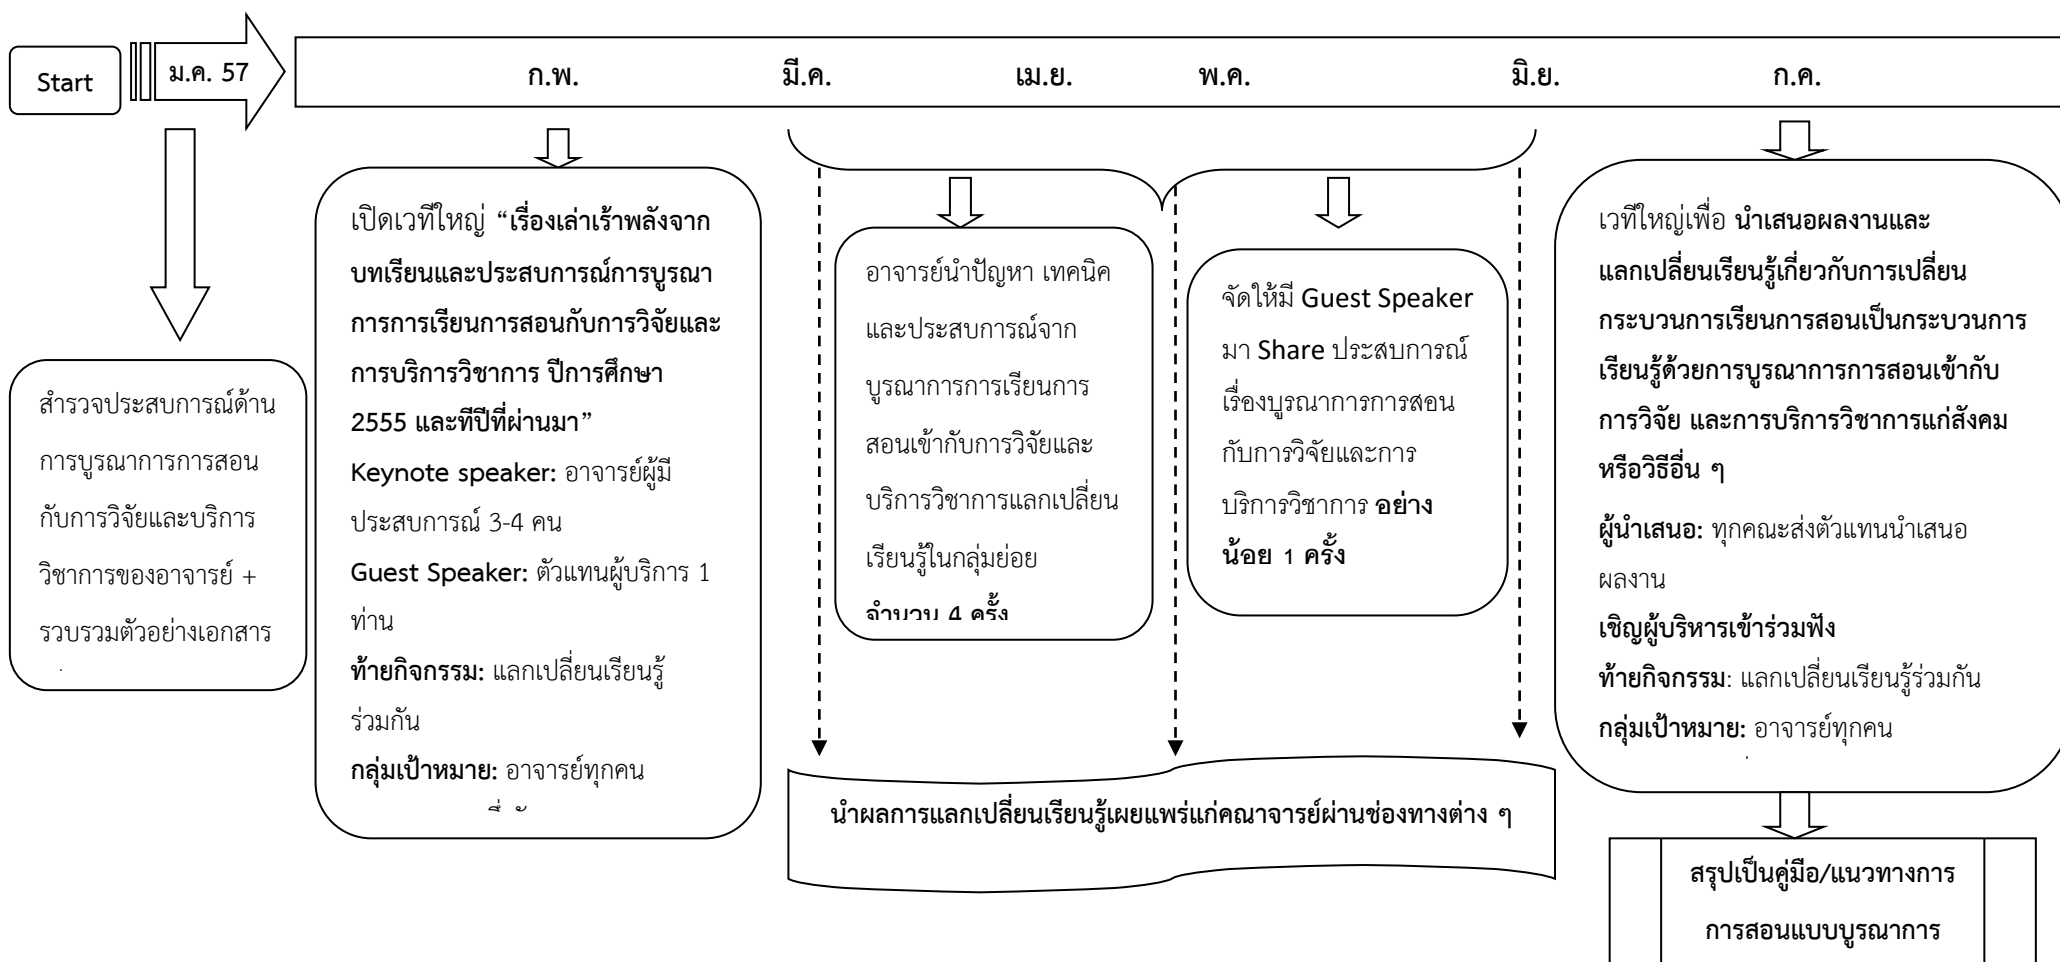 Start
ม.ค. 57
ก.พ.
มี.ค.
เม.ย.
พ.ค.
มิ.ย.
ก.ค.
สำรวจประสบการณ์ด้าน
การบูรณาการการสอน
กับการวิจัยและบริการ
วิชาการของอาจารย์ +
รวบรวมตัวอย่างเอกสาร
เปิดเวทีใหญ่ “เรื่องเล่าเร้าพลังจาก
บทเรียนและประสบการณ์การบูรณา
การการเรียนการสอนกับการวิจัยและ
การบริการวิชาการ ปีการศึกษา
2555 และทีปีที่ผ่านมา”
Keynote speaker: อาจารย์ผู้มี
ประสบการณ์ 3-4 คน
Guest Speaker: ตัวแทนผู้บริการ 1
ท่าน
ท้ายกิจกรรม: แลกเปลี่ยนเรียนรู้
ร่วมกัน
กลุ่มเป้าหมาย: อาจารย์ทุกคน
อาจารย์นำปัญหา เทคนิค
และประสบการณ์จาก
บูรณาการการเรียนการ
สอนเข้ากับการวิจัยและ
บริการวิชาการแลกเปลี่ยน
เรียนรู้ในกลุ่มย่อย
จำนวน 4 ครั้ง
จัดให้มี Guest Speaker
มา Share ประสบการณ์
เรื่องบูรณาการการสอน
กับการวิจัยและการ
บริการวิชาการ อย่าง
น้อย 1 ครั้ง
เวทีใหญ่เพื่อ นำเสนอผลงานและ
แลกเปลี่ยนเรียนรู้เกี่ยวกับการเปลี่ยน
กระบวนการเรียนการสอนเป็นกระบวนการ
เรียนรู้ด้วยการบูรณาการการสอนเข้ากับ
การวิจัย และการบริการวิชาการแก่สังคม
หรือวิธีอื่น ๆ
ผู้นำเสนอ: ทุกคณะส่งตัวแทนนำเสนอ
ผลงาน
เชิญผู้บริหารเข้าร่วมฟัง
ท้ายกิจกรรม: แลกเปลี่ยนเรียนรู้ร่วมกัน
กลุ่มเป้าหมาย: อาจารย์ทุกคน
นำผลการแลกเปลี่ยนเรียนรู้เผยแพร่แก่คณาจารย์ผ่านช่องทางต่าง ๆ
สรุปเป็นคู่มือ/แนวทางการ
การสอนแบบบูรณาการ